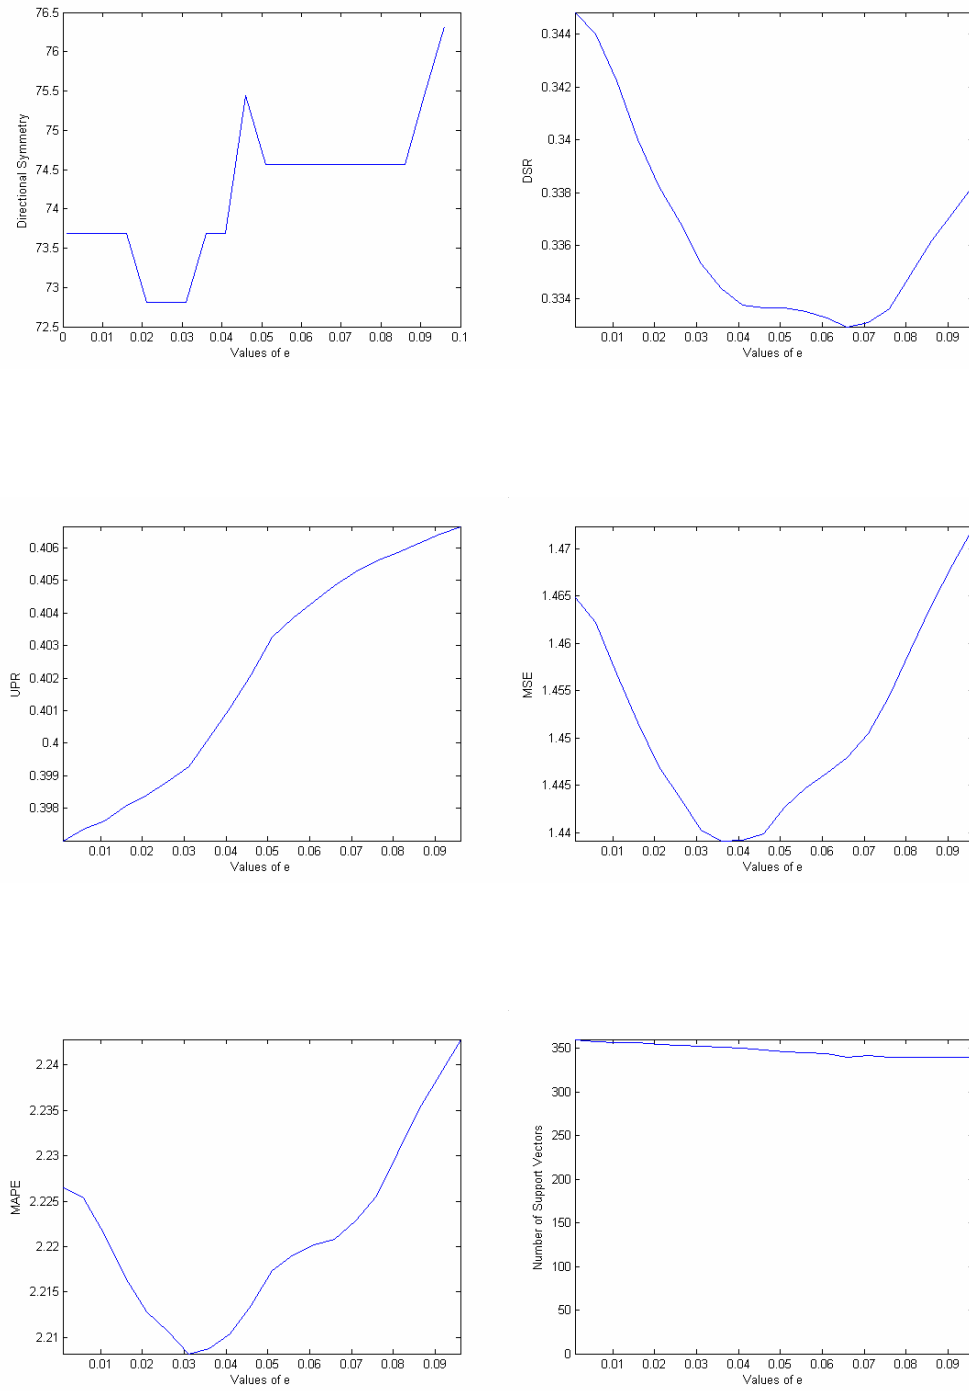 76.5
76
75.5
75
74.5
74
73.5
73
72.5
Directional Symmetry
0 0.01 0.02 0.03 0.04 0.05 0.06 0.07 0.08 0.09 0.1
Values of e
0.344
0.342
0.34
0.338
0.336
0.334
DSR
0.01 0.02 0.03 0.04 0.05 0.06 0.07 0.08 0.09
Values of e
0.406
0.405
0.404
0.403
0.402
0.401
0.4
0.399
0.398
UPR
0.01 0.02 0.03 0.04 0.05 0.06 0.07 0.08 0.09
Values of e
1.47
1.465
1.46
1.455
1.45
1.445
1.44
MSE
0.01 0.02 0.03 0.04 0.05 0.06 0.07 0.08 0.09
Values of e
2.24
2.235
2.23
2.225
2.22
2.215
2.21
MAPE
0.01 0.02 0.03 0.04 0.05 0.06 0.07 0.08 0.09
Values of e
350
300
250
200
150
100
50
0
Number of Support Vectors
0.01 0.02 0.03 0.04 0.05 0.06 0.07 0.08 0.09
Values of e